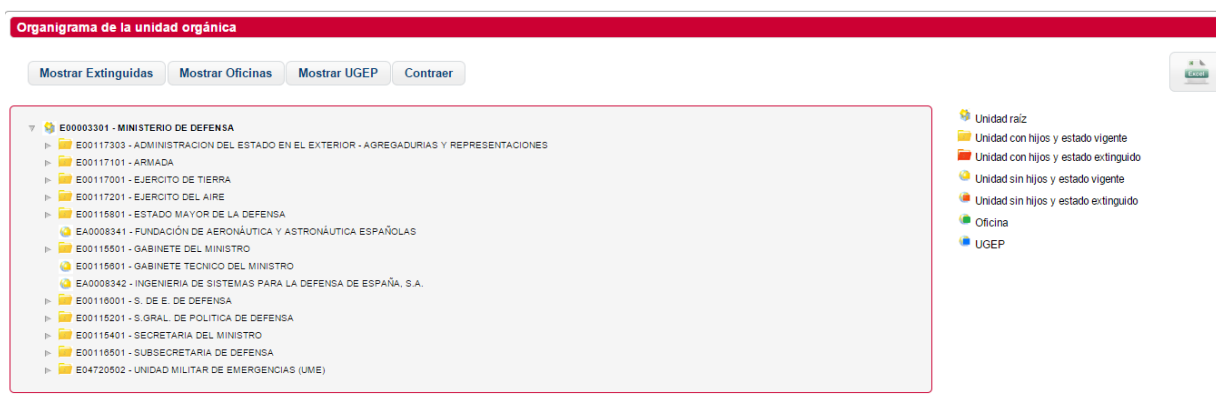 Organigrama de la unidad orgánica
Mostrar Extinguidas Mostrar Oficinas Mostrar UGEP Contraer
Excel
E00003301 - MINISTERIO DE DEFENSA
E00117303 - ADMINISTRACION DEL ESTADO EN EL EXTERIOR - AGREGADURIAS Y REPRESENTACIONES
E00117101 - ARMADA
E00117001 - EJERCITO DE TIERRA
E00117201 - EJERCITO DEL AIRE
E00115801 - ESTADO MAYOR DE LA DEFENSA
EA0008341 - FUNDACIÓN DE AERONÁUTICA Y ASTRONÁUTICA ESPAÑOLAS
E00115501 - GABINETE DEL MINISTRO
E00115601 - GABINETE TECNICO DEL MINISTRO
EA0008342 - INGENIERIA DE SISTEMAS PARA LA DEFENSA DE ESPAÑA, S.A.
E00116001 - S. DE E. DE DEFENSA
E00115201 - S.GRAL. DE POLITICA DE DEFENSA
E00115401 - SECRETARIA DEL MINISTRO
E00116501 - SUBSECRETARIA DE DEFENSA
E04720502 - UNIDAD MILITAR DE EMERGENCIAS (UME)
Unidad raíz
Unidad con hijos y estado vigente
Unidad con hijos y estado extinguido
Unidad sin hijos y estado vigente
Unidad sin hijos y estado extinguido
Oficina
UGEP